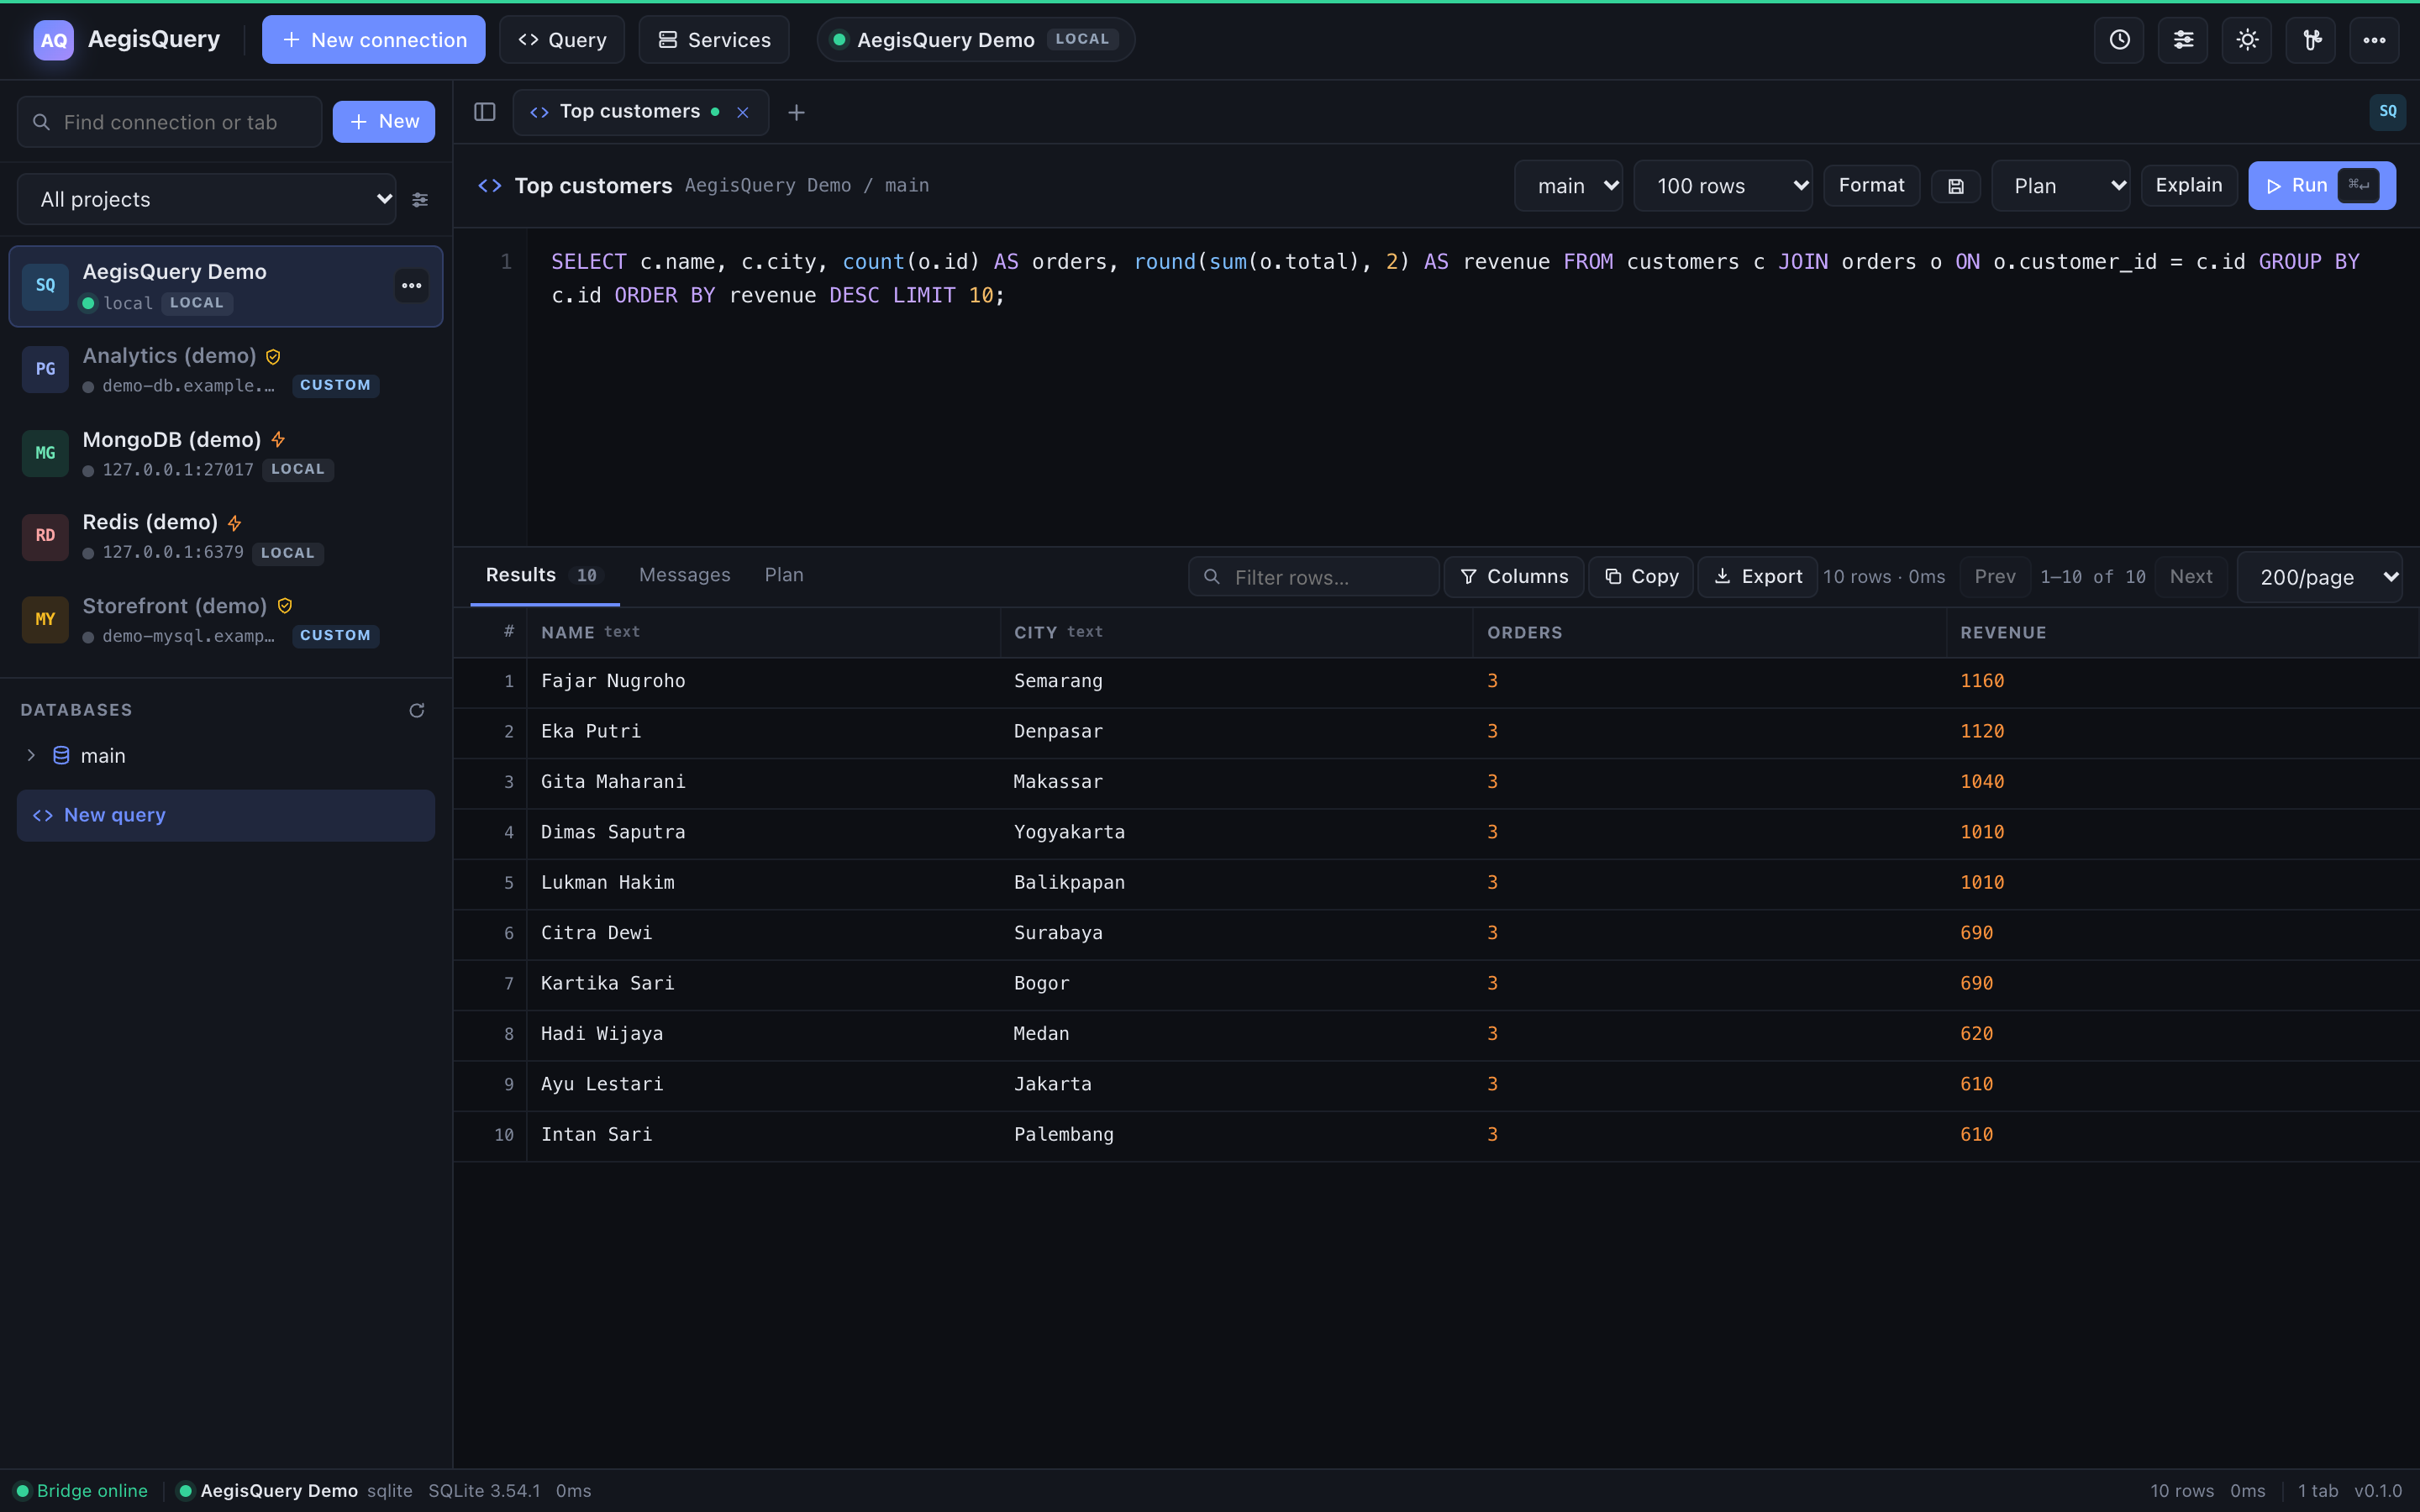 AQ AegisQuery New connection Query Services AegisQuery Demo LOCAL
Find connection or tab New
All projects
SQ AegisQuery Demo
local LOCAL
PG Analytics (demo)
demo-db.example.… CUSTOM
MG MongoDB (demo)
127.0.0.1:27017 LOCAL
RD Redis (demo)
127.0.0.1:6379 LOCAL
MY Storefront (demo)
demo-mysql.examp… CUSTOM
DATABASES
main
New query
Top customers SQ
Top customers AegisQuery Demo / main main 100 rows Format Plan Explain Run ⌘↵
1 SELECT c.name, c.city, count(o.id) AS orders, round(sum(o.total), 2) AS revenue FROM customers c JOIN orders o ON o.customer_id = c.id GROUP BY
c.id ORDER BY revenue DESC LIMIT 10;
Results 10 Messages Plan Filter rows… Columns Copy Export 10 rows · 0ms Prev 1–10 of 10 Next 200/page
# NAME text CITY text ORDERS REVENUE
1 Fajar Nugroho Semarang 3 1160
2 Eka Putri Denpasar 3 1120
3 Gita Maharani Makassar 3 1040
4 Dimas Saputra Yogyakarta 3 1010
5 Lukman Hakim Balikpapan 3 1010
6 Citra Dewi Surabaya 3 690
7 Kartika Sari Bogor 3 690
8 Hadi Wijaya Medan 3 620
9 Ayu Lestari Jakarta 3 610
10 Intan Sari Palembang 3 610
Bridge online AegisQuery Demo sqlite SQLite 3.54.1 0ms 10 rows 0ms 1 tab v0.1.0